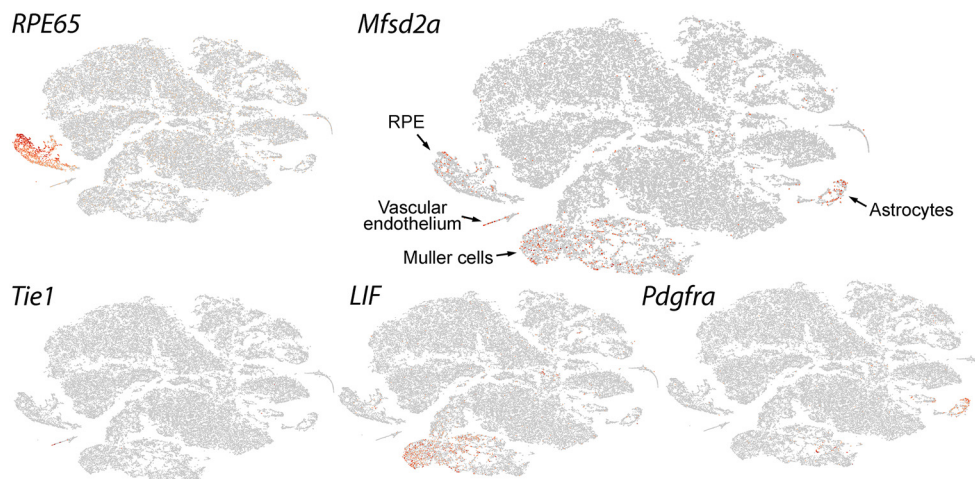 RPE65
Mfsd2a
RPE
Vascular
endothelium
Astrocytes
Muller cells
Tie1
LIF
Pdgfra